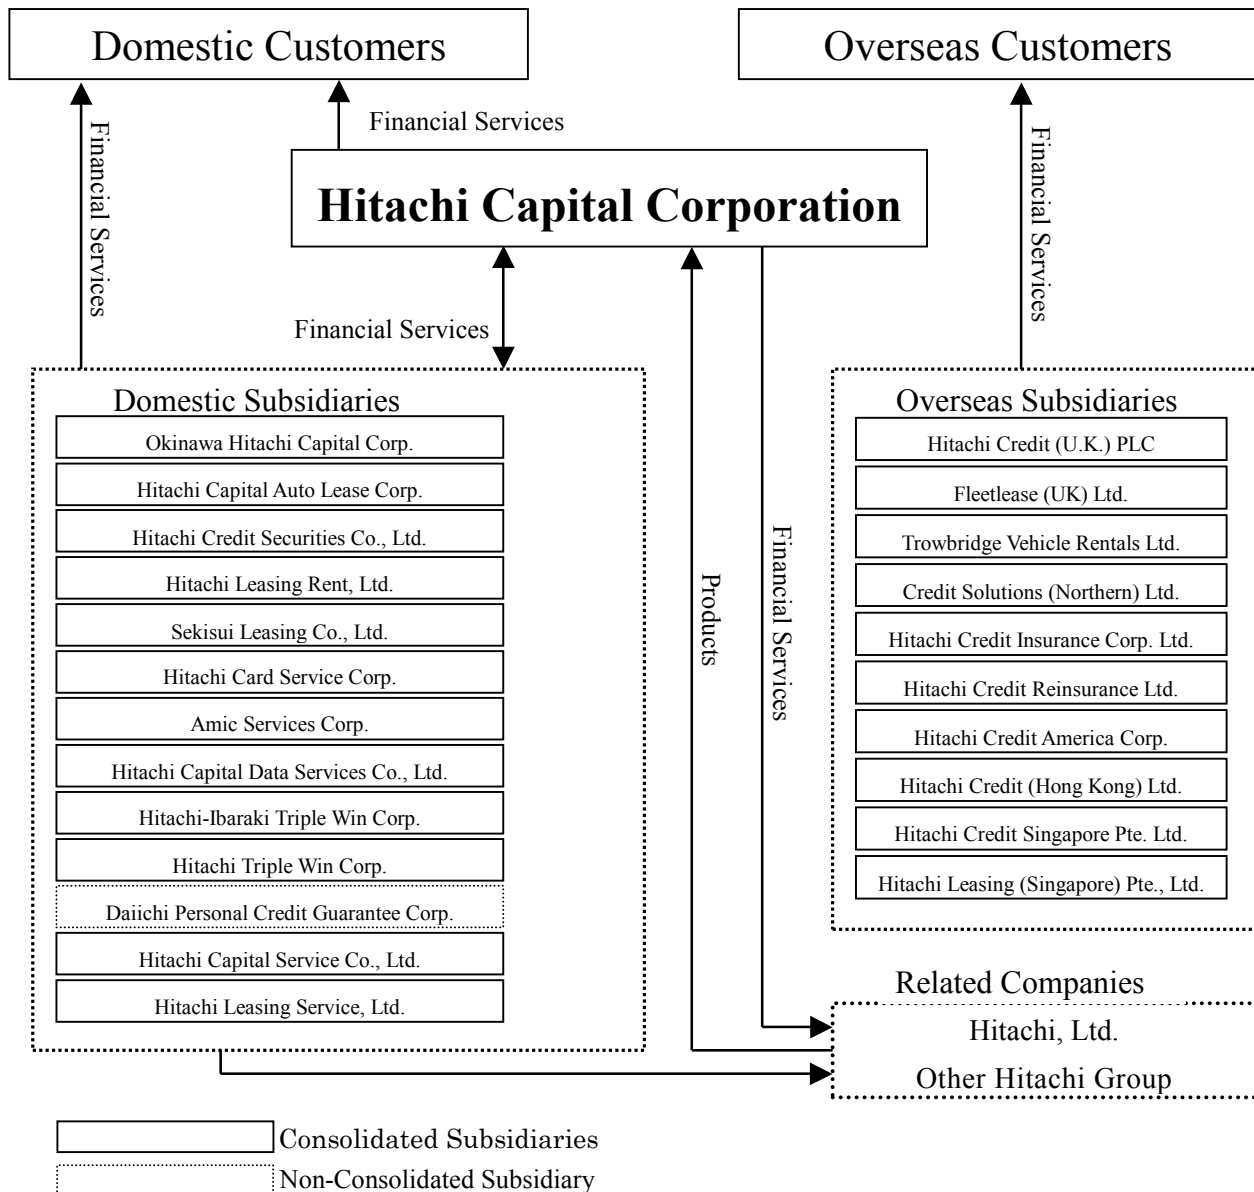 Domestic Customers
Overseas Customers
Financial Services
Financial Services
Financial Services
Hitachi Capital Corporation
Financial Services
Domestic Subsidiaries
Okinawa Hitachi Capital Corp.
Hitachi Capital Auto Lease Corp.
Hitachi Credit Securities Co., Ltd.
Hitachi Leasing Rent, Ltd.
Sekisui Leasing Co., Ltd.
Hitachi Card Service Corp.
Amic Services Corp.
Hitachi Capital Data Services Co., Ltd.
Hitachi-Ibaraki Triple Win Corp.
Hitachi Triple Win Corp.
Daiichi Personal Credit Guarantee Corp.
Hitachi Capital Service Co., Ltd.
Hitachi Leasing Service, Ltd.
Products
Financial Services
Overseas Subsidiaries
Hitachi Credit (U.K.) PLC
Fleetlease (UK) Ltd.
Trowbridge Vehicle Rentals Ltd.
Credit Solutions (Northern) Ltd.
Hitachi Credit Insurance Corp. Ltd.
Hitachi Credit Reinsurance Ltd.
Hitachi Credit America Corp.
Hitachi Credit (Hong Kong) Ltd.
Hitachi Credit Singapore Pte. Ltd.
Hitachi Leasing (Singapore) Pte., Ltd.
Related Companies
Hitachi, Ltd.
Other Hitachi Group
Consolidated Subsidiaries
Non-Consolidated Subsidiary